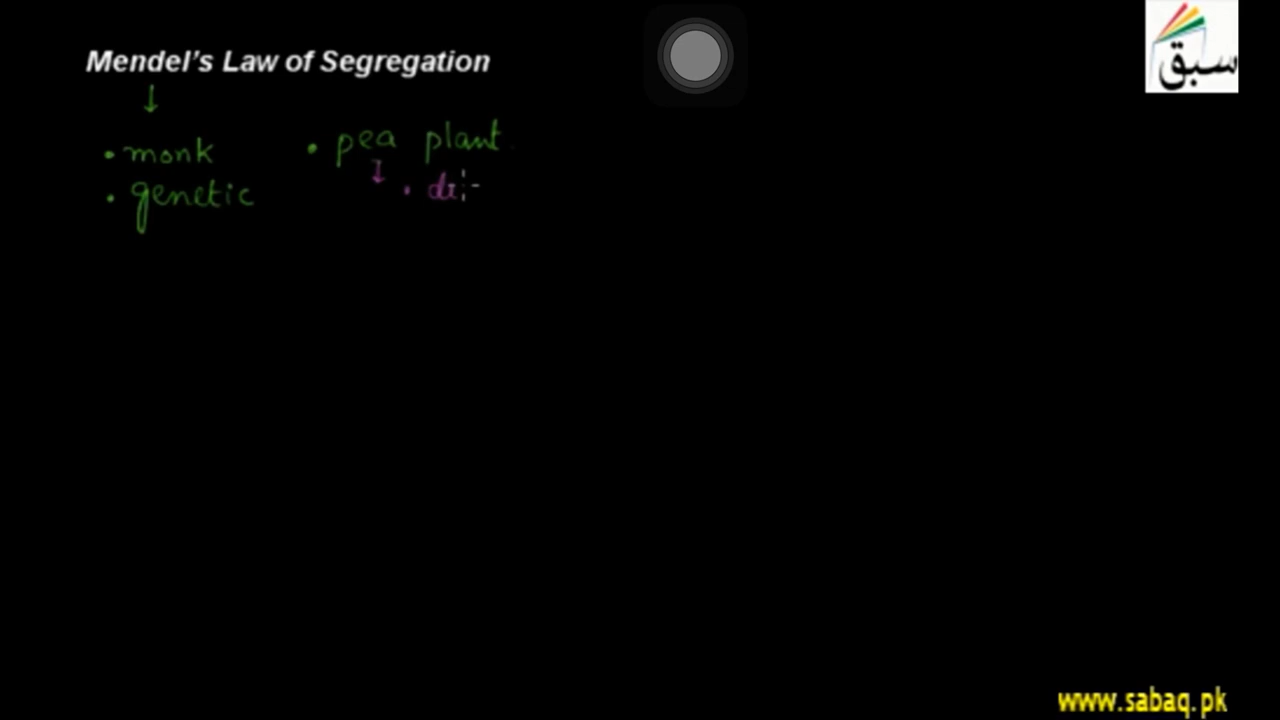 Mendel's Law of Segregation
سبق
↓
• monk
• pea plant
• genetic
↓
www.sabaq.pk